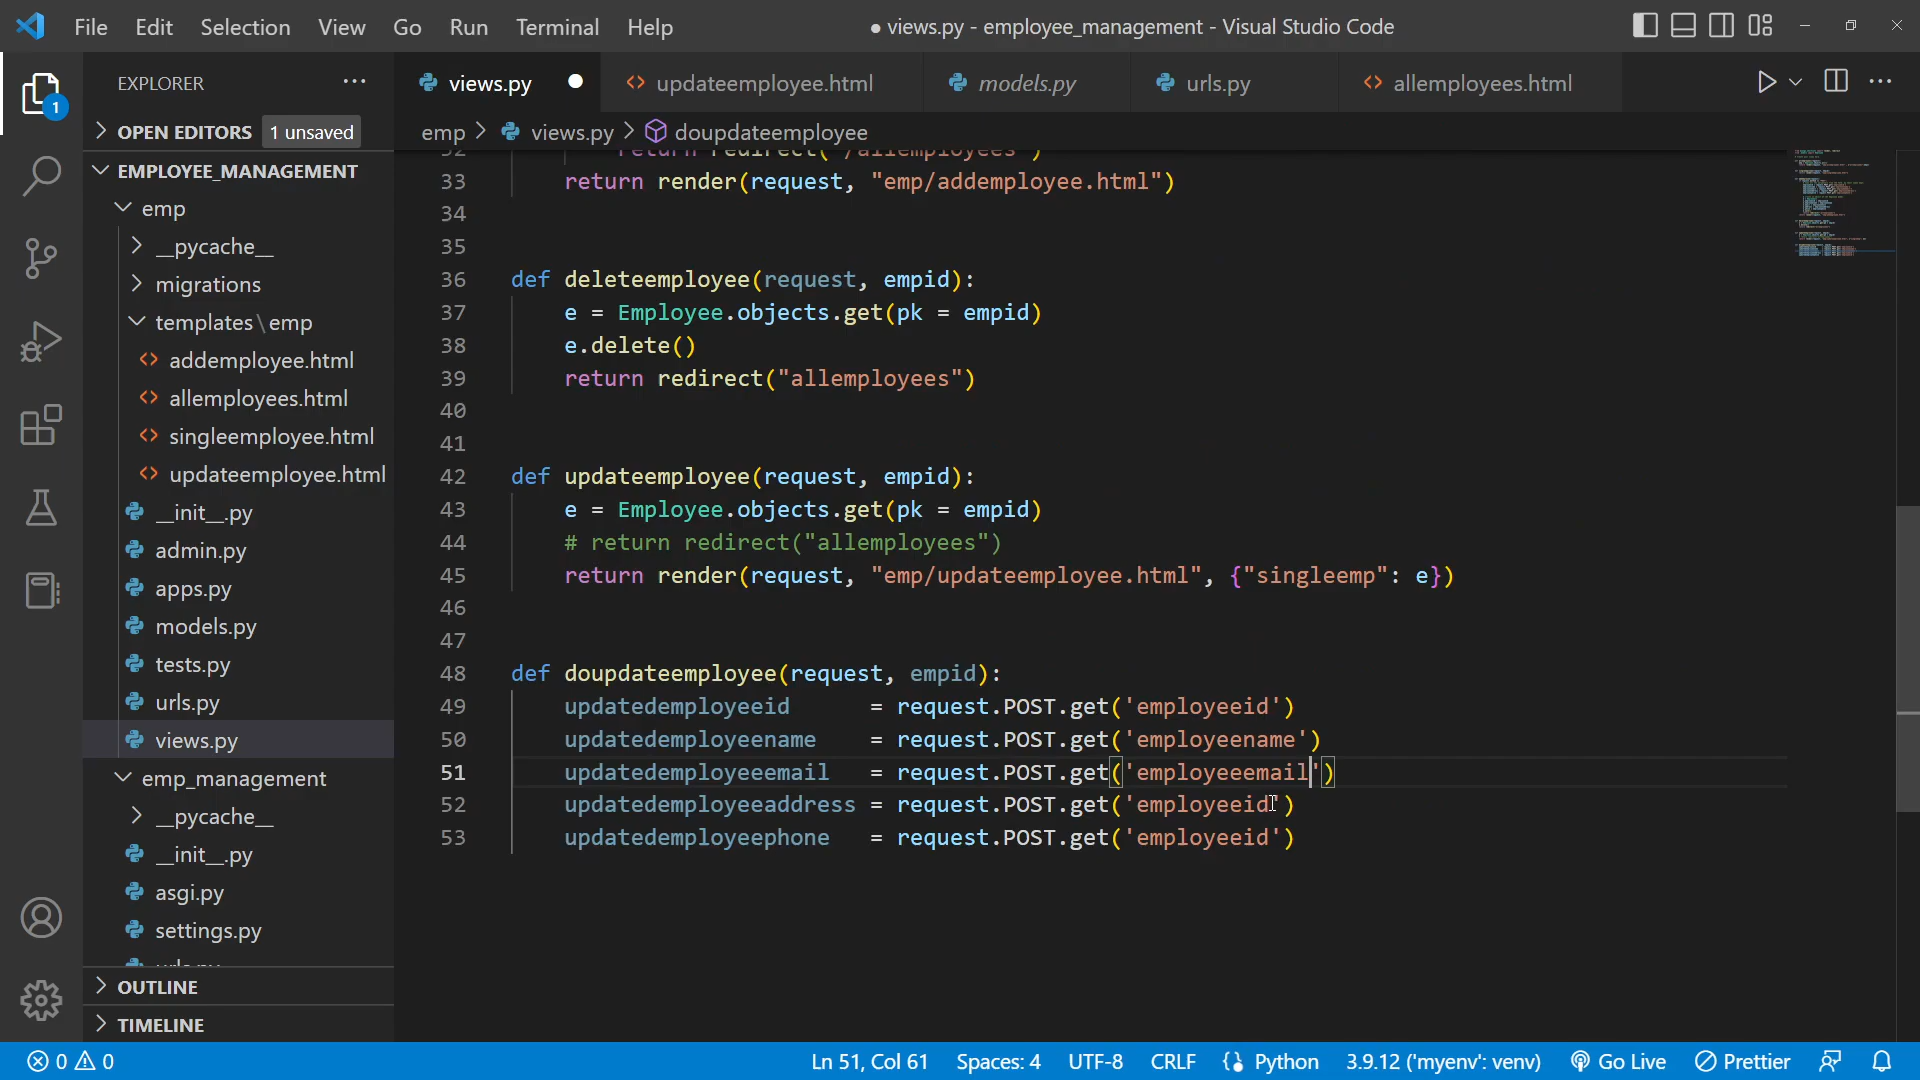 File Edit Selection View Go Run Terminal Help
● views.py - employee_management - Visual Studio Code
EXPLORER
OPEN EDITORS 1 unsaved
1
EMPLOYEE_MANAGEMENT
emp
__pycache__
migrations
templates\emp
addemployee.html
allemployees.html
singleemployee.html
updateemployee.html
__init__.py
admin.py
apps.py
models.py
tests.py
urls.py
views.py
emp_management
__pycache__
__init__.py
asgi.py
settings.py
urls.py
OUTLINE
TIMELINE
views.py updateemployee.html models.py urls.py allemployees.html
emp > views.py > doupdateemployee
32 return redirect("/allemployees")
33 return render(request, "emp/addemployee.html")
34
35
36 def deleteemployee(request, empid):
37 e = Employee.objects.get(pk = empid)
38 e.delete()
39 return redirect("allemployees")
40
41
42 def updateemployee(request, empid):
43 e = Employee.objects.get(pk = empid)
44 # return redirect("allemployees")
45 return render(request, "emp/updateemployee.html", {"singleemp": e})
46
47
48 def doupdateemployee(request, empid):
49 updatedemployeeid = request.POST.get('employeeid')
50 updatedemployeename = request.POST.get('employeename')
51 updatedemployeeemail = request.POST.get('employeeemail')
52 updatedemployeeaddress = request.POST.get('employeeid')
53 updatedemployeephone = request.POST.get('employeeid')
0 0 Ln 51, Col 61 Spaces: 4 UTF-8 CRLF Python 3.9.12 ('myenv': venv) Go Live Prettier